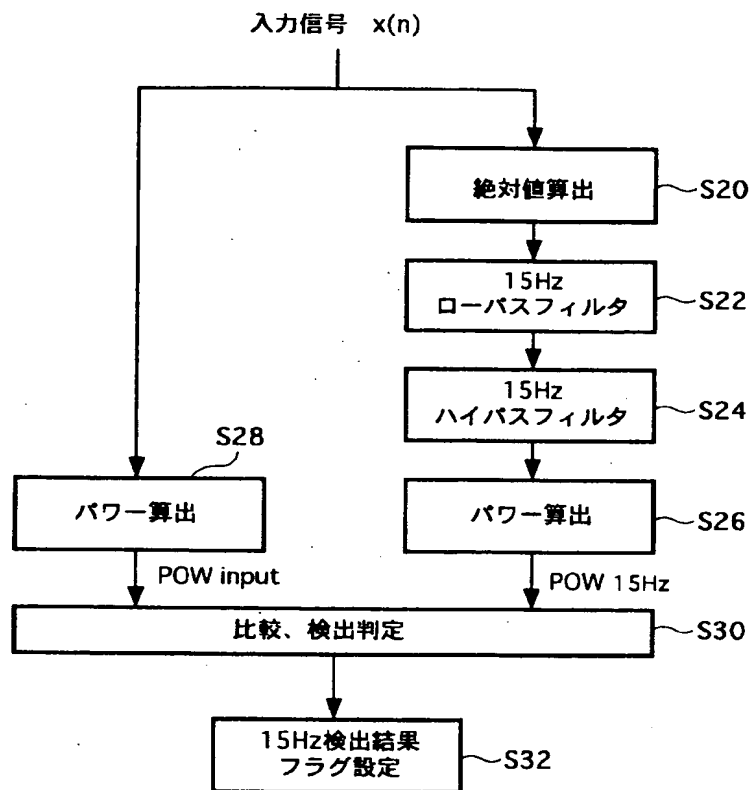 入力信号 x(n)
絶対値算出
S20
15Hz
ローパスフィルタ
S22
15Hz
ハイパスフィルタ
S24
S28
パワー算出
パワー算出
S26
POW input
POW 15Hz
比較、検出判定
S30
15Hz検出結果
フラグ設定
S32